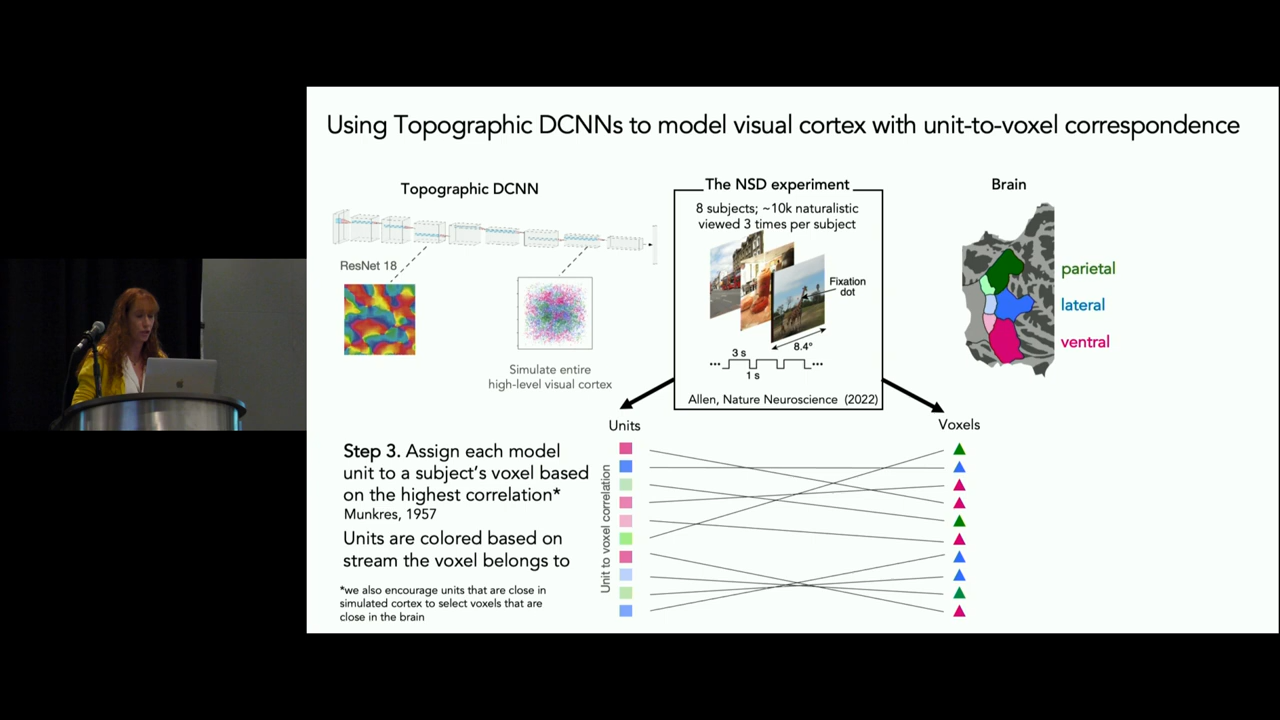 Using Topographic DCNNs to model visual cortex with unit-to-voxel correspondence
Topographic DCNN
ResNet 18
Simulate entire
high-level visual cortex
The NSD experiment
8 subjects; ~10k naturalistic
viewed 3 times per subject
Fixation
dot
8.4°
3 s
1 s
Allen, Nature Neuroscience (2022)
Brain
parietal
lateral
ventral
Step 3. Assign each model
unit to a subject's voxel based
on the highest correlation*
Munkres, 1957
Units are colored based on
stream the voxel belongs to
*we also encourage units that are close in
simulated cortex to select voxels that are
close in the brain
Units
Unit to voxel correlation
Voxels